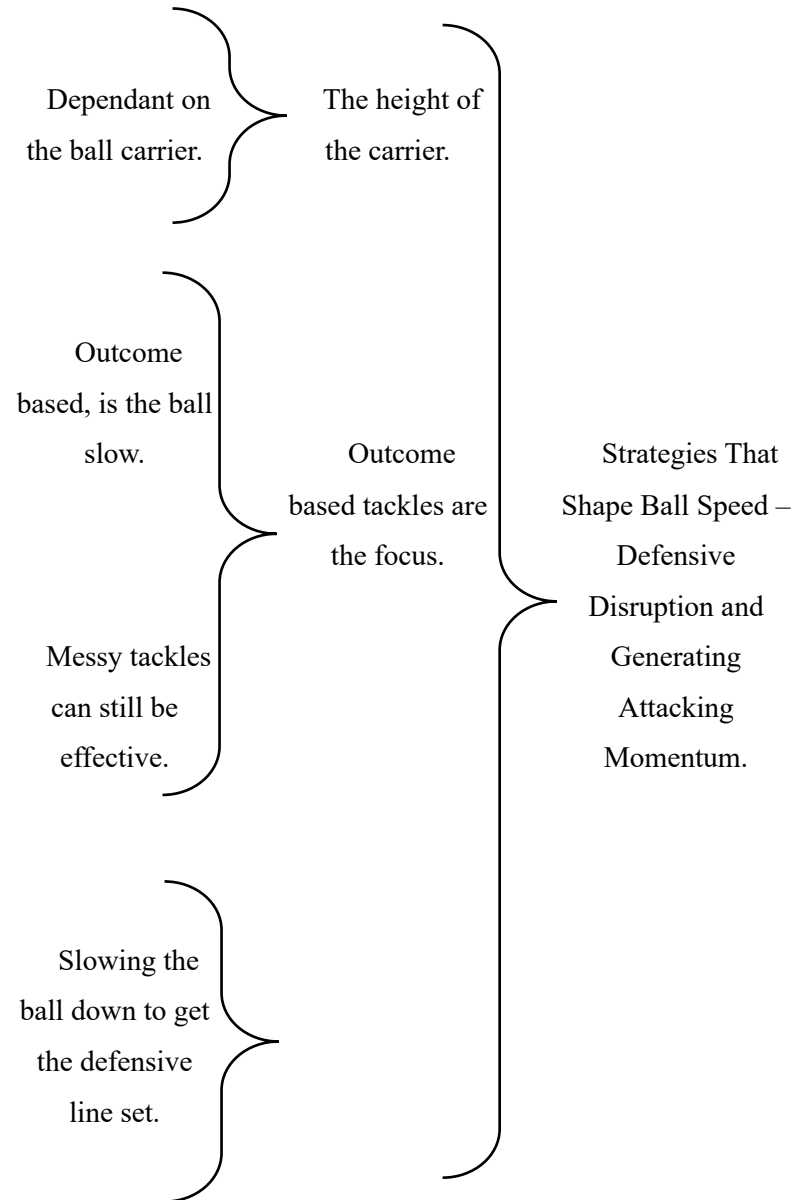 Dependant on
the ball carrier.
The height of
the carrier.
Outcome
based, is the ball
slow.
Messy tackles
can still be
effective.
Outcome
based tackles are
the focus.
Slowing the
ball down to get
the defensive
line set.
Strategies That
Shape Ball Speed –
Defensive
Disruption and
Generating
Attacking
Momentum.